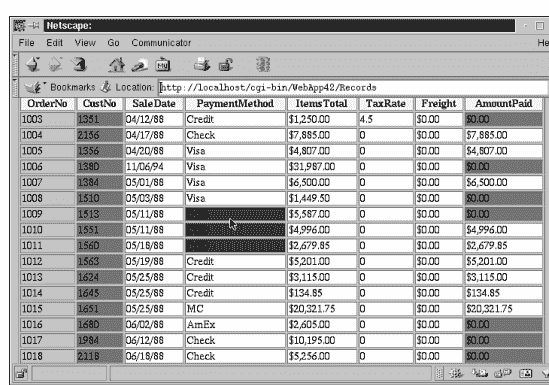 Netscape:
File Edit View Go Communicator He
Bookmarks Location: http://localhost/cgi-bin/WebApp42/Records
OrderNo CustNo SaleDate PaymentMethod ItemsTotal TaxRate Freight AmountPaid
1003 1351 04/12/88 Credit $1,250.00 4.5 $0.00 $0.00
1004 2156 04/17/88 Check $7,885.00 0 $0.00 $7,885.00
1005 1356 04/20/88 Visa $4,807.00 0 $0.00 $4,807.00
1006 1380 11/06/94 Visa $31,987.00 0 $0.00 $0.00
1007 1384 05/01/88 Visa $6,500.00 0 $0.00 $6,500.00
1008 1510 05/03/88 Visa $1,449.50 0 $0.00 $0.00
1009 1513 05/11/88 $5,587.00 0 $0.00 $0.00
1010 1551 05/11/88 $4,996.00 0 $0.00 $4,996.00
1011 1560 05/18/88 $2,679.85 0 $0.00 $2,679.85
1012 1563 05/19/88 Credit $5,201.00 0 $0.00 $5,201.00
1013 1624 05/25/88 Credit $3,115.00 0 $0.00 $3,115.00
1014 1645 05/25/88 Credit $134.85 0 $0.00 $134.85
1015 1651 05/25/88 MC $20,321.75 0 $0.00 $20,321.75
1016 1680 06/02/88 AmEx $2,605.00 0 $0.00 $0.00
1017 1984 06/12/88 Check $10,195.00 0 $0.00 $0.00
1018 2118 06/18/88 Check $5,256.00 0 $0.00 $0.00